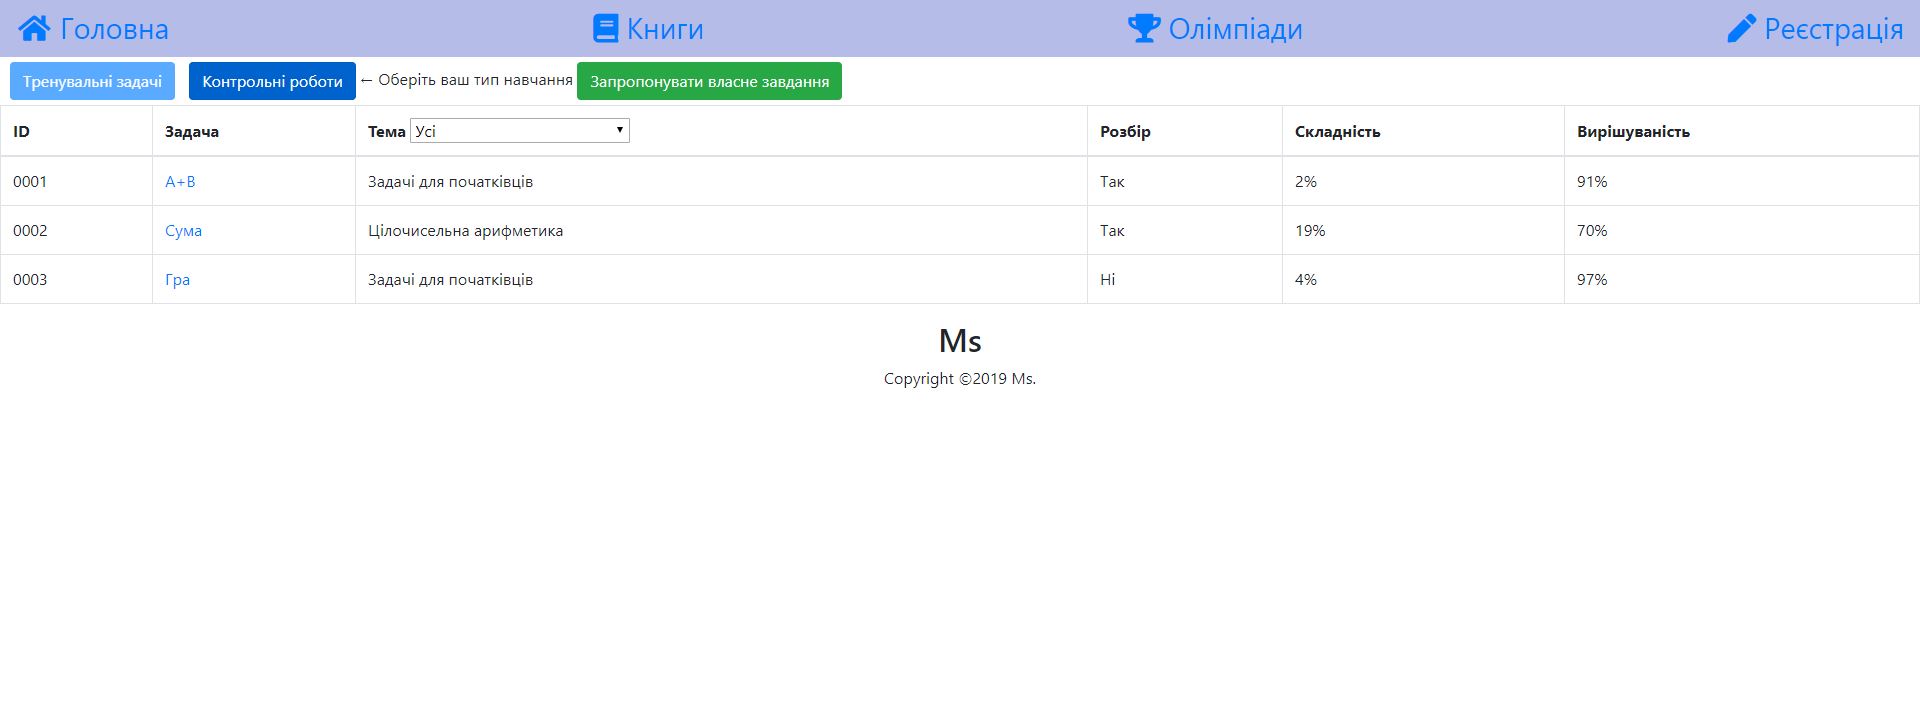 Головна Книги Олімпіади Реєстрація
Тренувальні задачі Контрольні роботи ← Оберіть ваш тип навчання Запропонувати власне завдання
ID Задача Тема Усі Розбір Складність Вирішуваність
0001 A+B Задачі для початківців Так 2% 91%
0002 Сума Цілочисельна арифметика Так 19% 70%
0003 Гра Задачі для початківців Ні 4% 97%
Ms
Copyright ©2019 Ms.